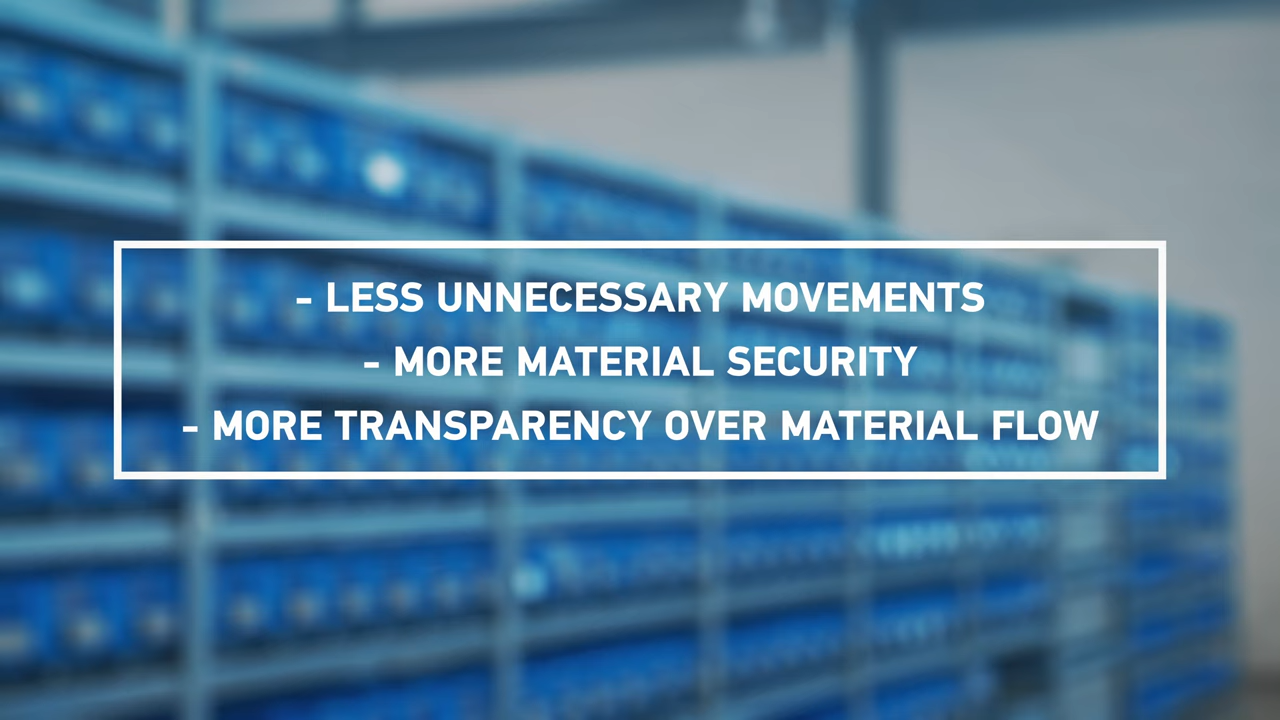 - LESS UNNECESSARY MOVEMENTS
- MORE MATERIAL SECURITY
- MORE TRANSPARENCY OVER MATERIAL FLOW